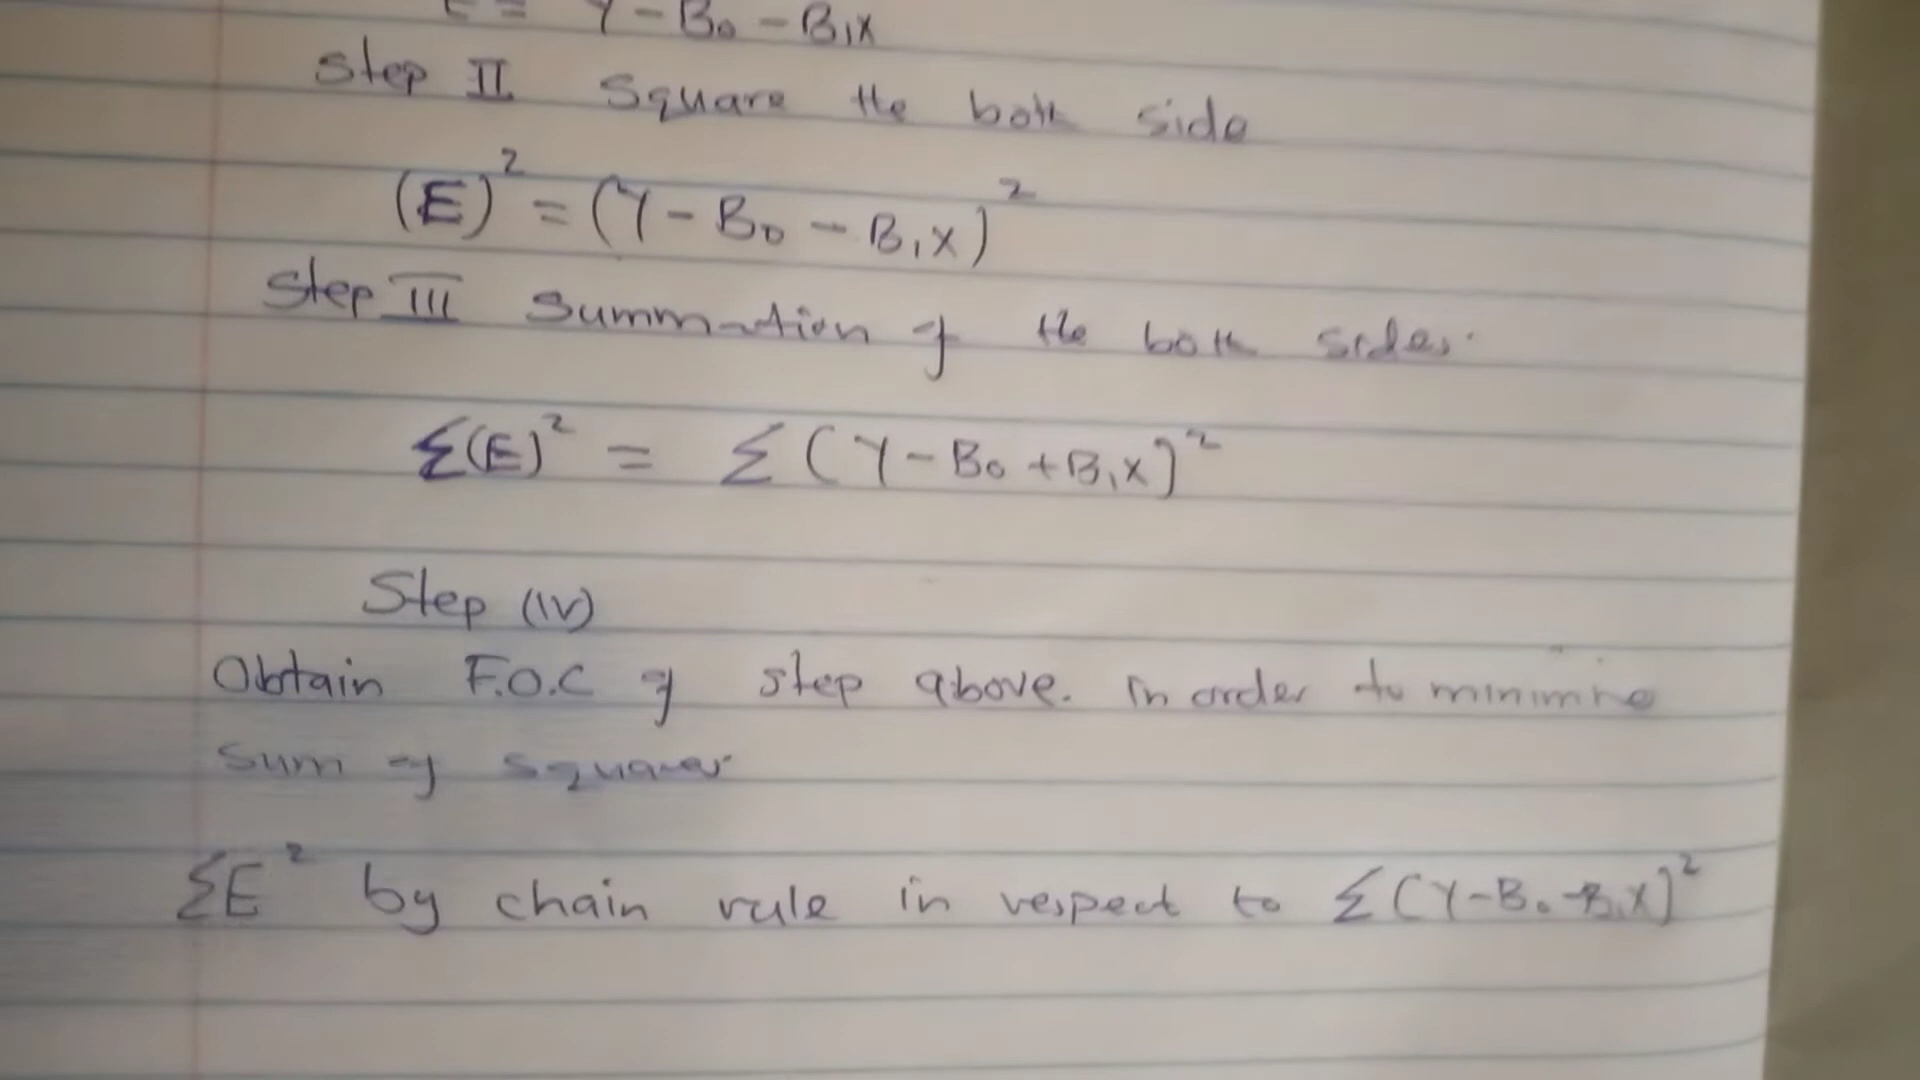 E = Y - B₀ - B₁X
Step II Square the both side
(E)² = (Y - B₀ - B₁X)²
Step III Summation of the both sides.
Σ(E)² = Σ(Y - B₀ + B₁X)²
Step (IV)
Obtain F.O.C of step above. In order to minimize
sum of squares
ΣE² by chain rule in respect to Σ(Y - B₀ - B₁X)²